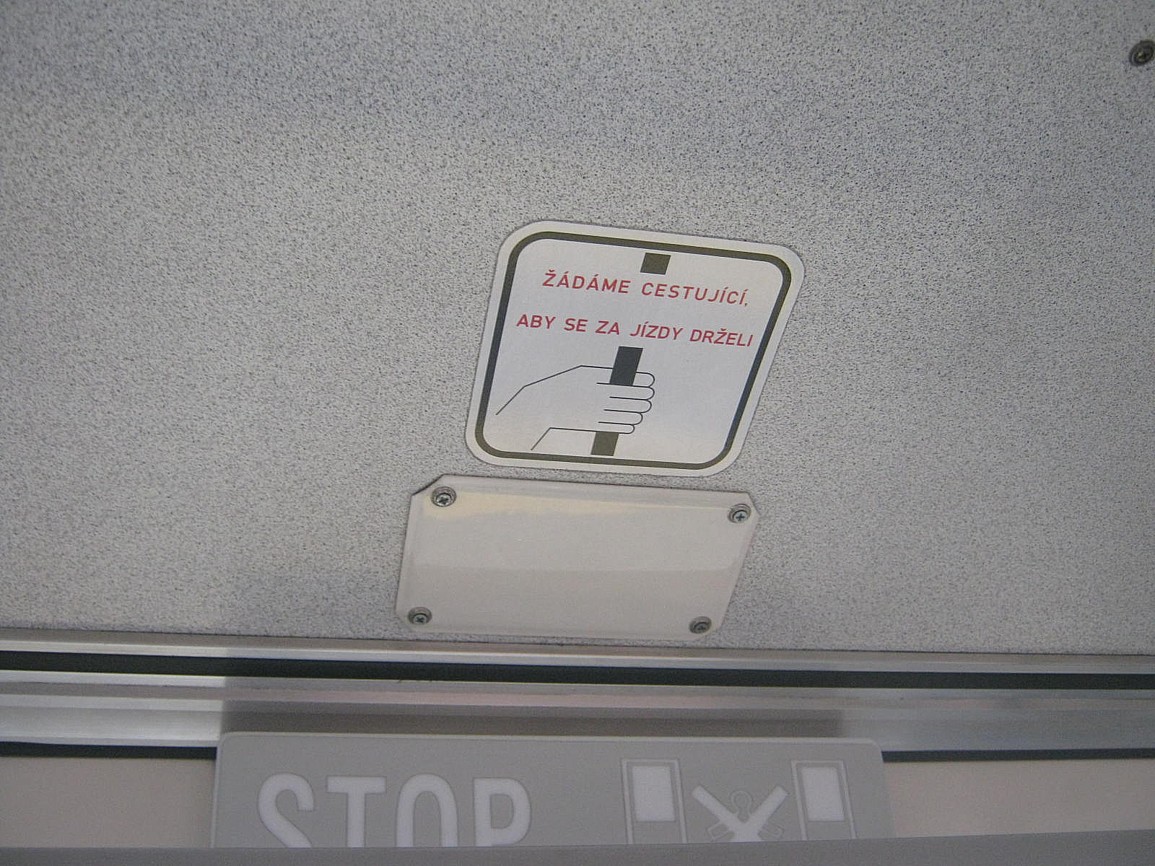 ŽÁDÁME CESTUJÍCÍ,
ABY SE ZA JÍZDY DRŽELI
STOP